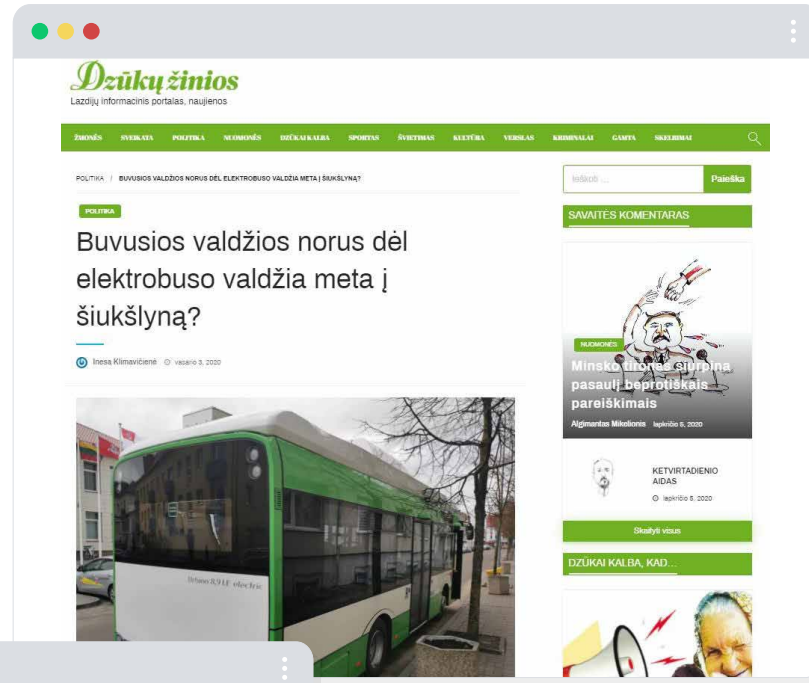 Dzūkų žinios
Lazdijų informacinis portalas, naujienos
ŽMONĖS SVEIKATA POLITIKA NUOMONĖS DZŪKAI KALBA SPORTAS ŠVIETIMAS KULTŪRA VERSLAS KRIMINALAI GAMTA SKELBIMAI
POLITIKA / BUVUSIOS VALDŽIOS NORUS DĖL ELEKTROBUSO VALDŽIA META Į ŠIUKŠLYNĄ?
POLITIKA
Buvusios valdžios norus dėl
elektrobuso valdžia meta į
šiukšlyną?
Inesa Klimavičienė vasario 3, 2020
Urbanas 8,9 LE electric
Ieškoti ... Paieška
SAVAITĖS KOMENTARAS
NUOMONĖS
Minsko tironas šiurpina
pasaulį beprotiškais
pareiškimais
Algimantas Mikelionis lapkričio 5, 2020
KETVIRTADIENIO
AIDAS
lapkričio 5, 2020
Skaityti visus
DZŪKAI KALBA, KAD...